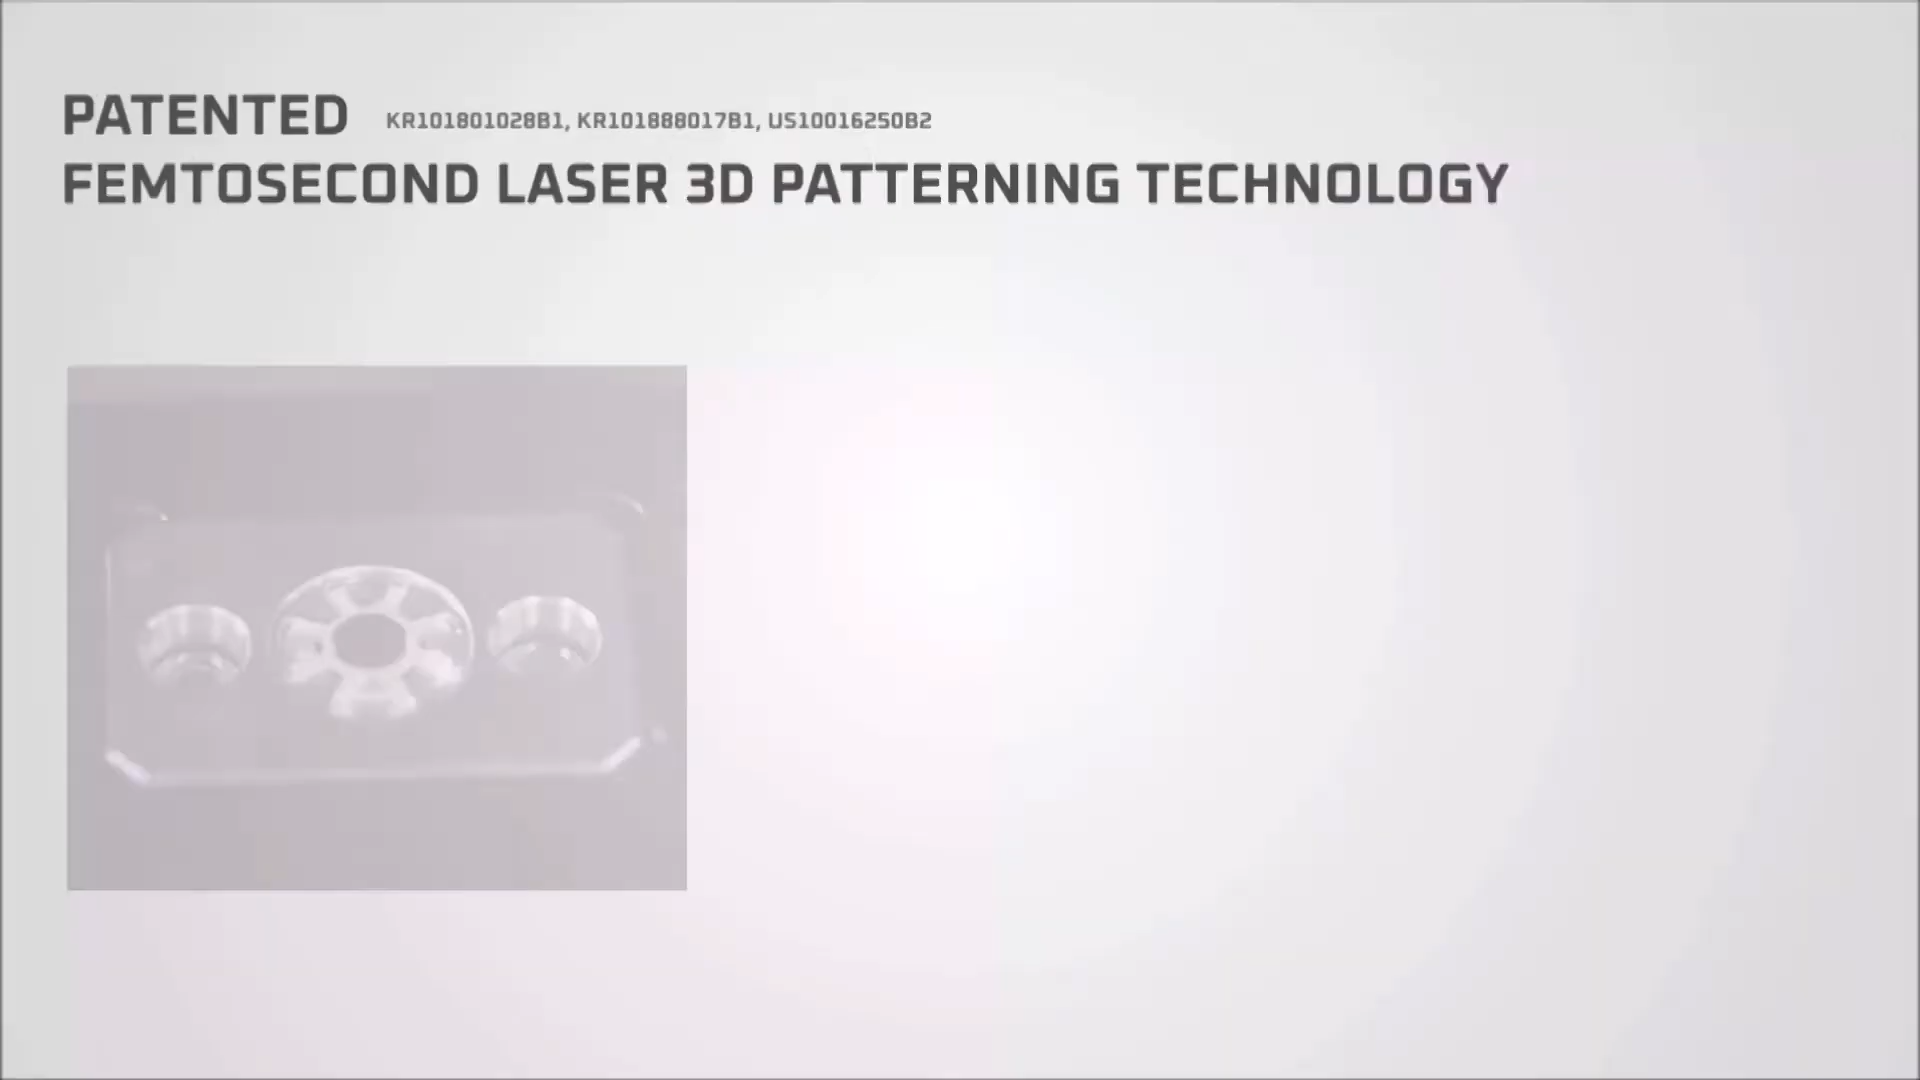 PATENTED KR101801028B1, KR101888017B1, US10016250B2
FEMTOSECOND LASER 3D PATTERNING TECHNOLOGY